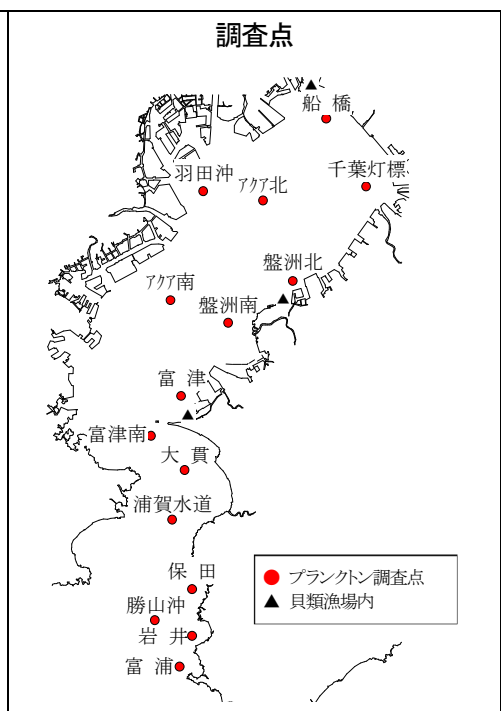 調査点
船橋
羽田沖
千葉灯標
アクア北
盤洲北
アクア南
盤洲南
富 津
富津南
大 貫
浦賀水道
保 田
プランクトン調査点
勝山沖
貝類漁場内
岩 井
富 浦